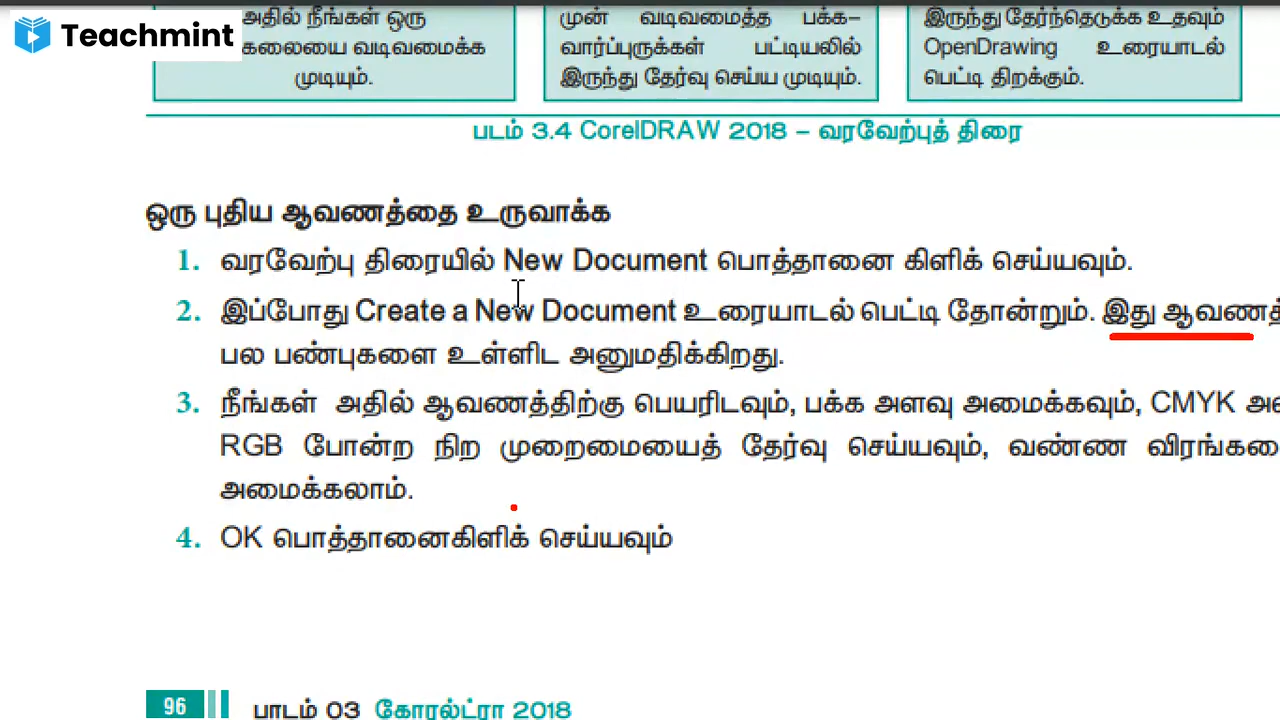 Teachmint
அதில் நீங்கள் ஒரு
கலையை வடிவமைக்க
முடியும்.
முன் வடிவமைத்த பக்க-
வார்ப்புருக்கள் பட்டியலில்
இருந்து தேர்வு செய்ய முடியும்.
இருந்து தேர்ந்தெடுக்க உதவும்
OpenDrawing உரையாடல்
பெட்டி திறக்கும்.
படம் 3.4 CorelDRAW 2018 – வரவேற்புத் திரை
ஒரு புதிய ஆவணத்தை உருவாக்க
1. வரவேற்பு திரையில் New Document பொத்தானை கிளிக் செய்யவும்.
2. இப்போது Create a New Document உரையாடல் பெட்டி தோன்றும். இது
பல பண்புகளை உள்ளிட அனுமதிக்கிறது.
3. நீங்கள் அதில் ஆவணத்திற்கு பெயரிடவும், பக்க அளவு அமைக்கவும், CMYK
RGB போன்ற நிற முறைமையைத் தேர்வு செய்யவும், வண்ண
அமைக்கலாம்.
4. OK பொத்தானைகிளிக் செய்யவும்
96 பாடம் 03 கோரல்ட்ரா 2018